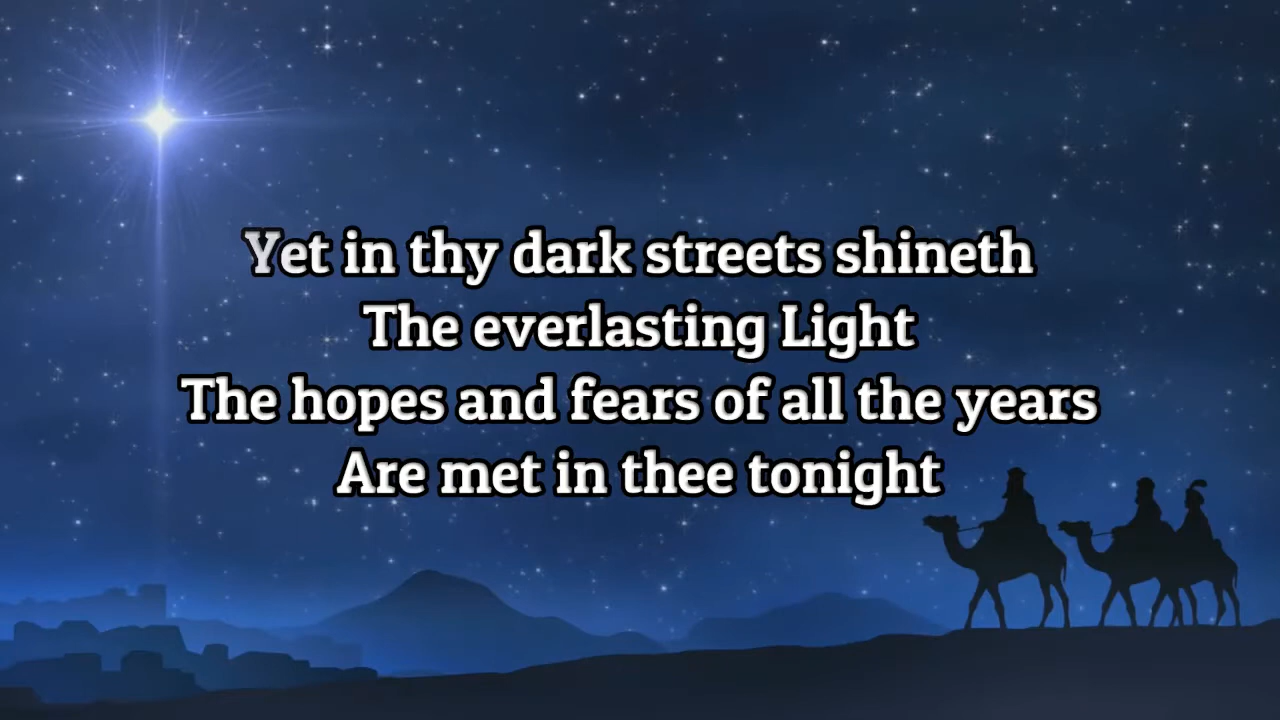 Yet in thy dark streets shineth
The everlasting Light
The hopes and fears of all the years
Are met in thee tonight